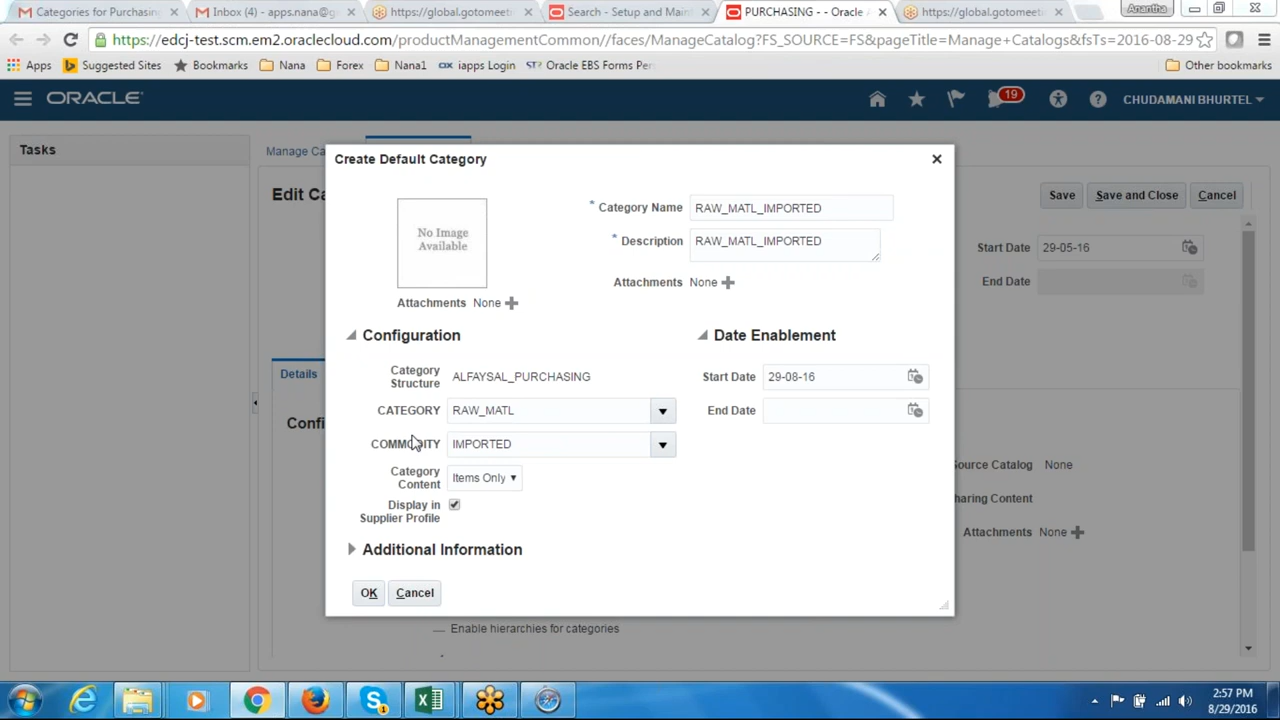 Categories for Purchasin
Inbox (4) - apps.nana@g
https://global.gotomeeti
Search - Setup and Main
PURCHASING - - Oracle
https://global.gotomeeti
Anantha
https://edcj-test.scm.em2.oraclecloud.com/productManagementCommon//faces/ManageCatalog?FS_SOURCE=FS&pageTitle=Manage+Catalogs&fsTs=2016-08-29
Apps
Suggested Sites
Bookmarks
Nana
Forex
Nana1
iapps Login
Oracle EBS Forms Per
Other bookmarks
ORACLE
19
CHUDAMANI BHURTEL
Tasks
Manage Ca
Edit Ca
Save
Save and Close
Cancel
Start Date 29-05-16
End Date
Details
Confi
Source Catalog None
haring Content
Attachments None
Enable hierarchies for categories
Create Default Category
No Image
Available
Attachments None
* Category Name RAW_MATL_IMPORTED
* Description RAW_MATL_IMPORTED
Attachments None
Configuration
Category
Structure
ALFAYSAL_PURCHASING
CATEGORY RAW_MATL
COMMODITY IMPORTED
Category
Content
Items Only
Display in
Supplier Profile
Date Enablement
Start Date 29-08-16
End Date
Additional Information
OK
Cancel
2:57 PM
8/29/2016